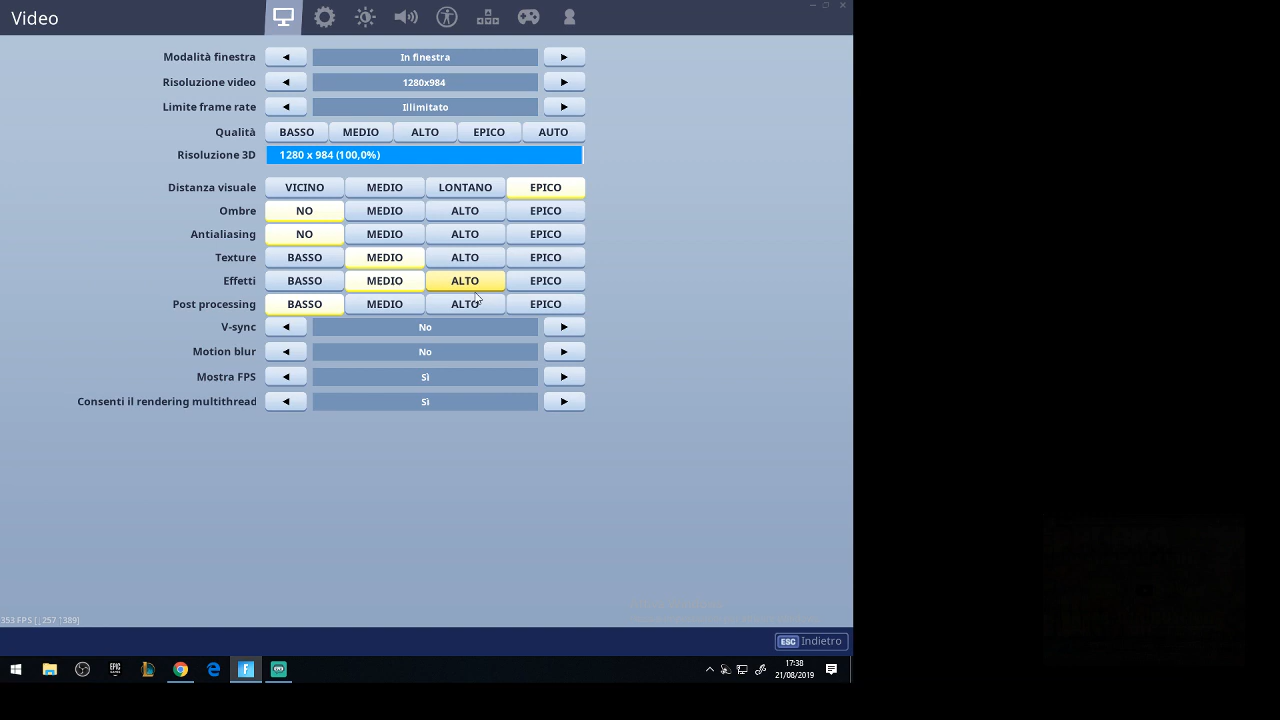 Video
Modalità finestra In finestra
Risoluzione video 1280x984
Limite frame rate Illimitato
Qualità BASSO MEDIO ALTO EPICO AUTO
Risoluzione 3D 1280 x 984 (100,0%)
Distanza visuale VICINO MEDIO LONTANO EPICO
Ombre NO MEDIO ALTO EPICO
Antialiasing NO MEDIO ALTO EPICO
Texture BASSO MEDIO ALTO EPICO
Effetti BASSO MEDIO ALTO EPICO
Post processing BASSO MEDIO ALTO EPICO
V-sync No
Motion blur No
Mostra FPS Sì
Consenti il rendering multithread Sì
353 FPS
ESC Indietro
EPIC
F
17:38
21/08/2019